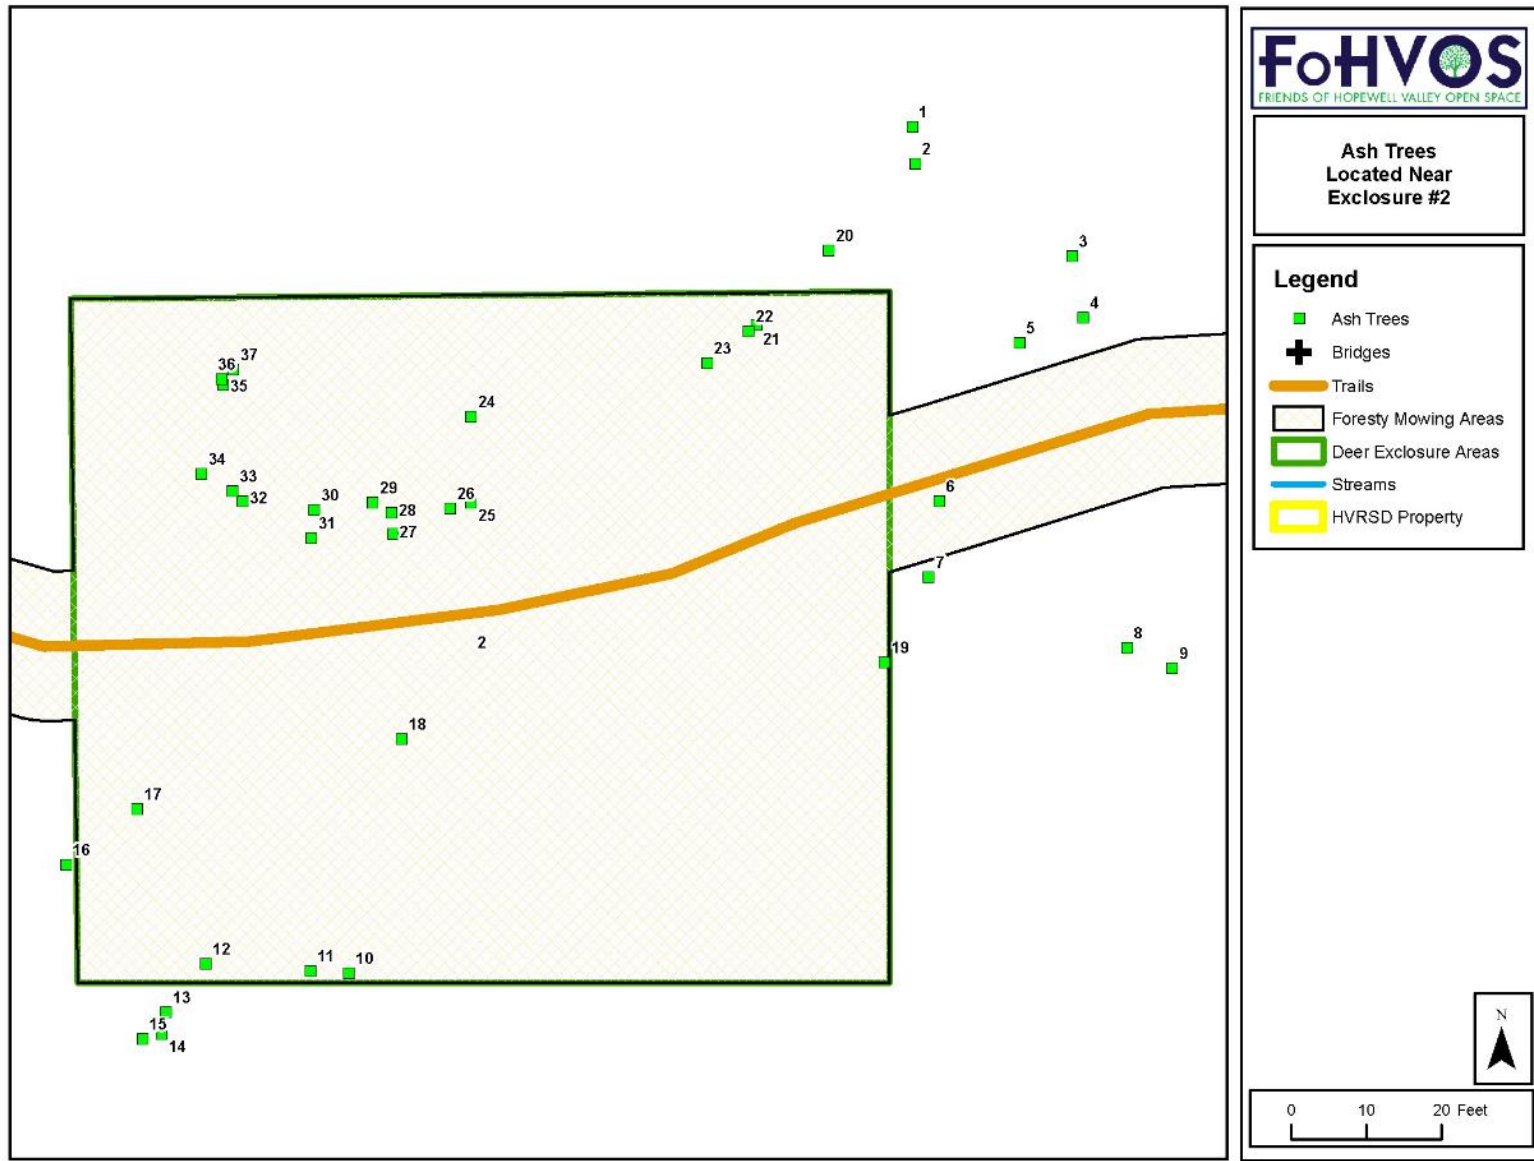 FoHVOS
FRIENDS OF HOPEWELL VALLEY OPEN SPACE
Ash Trees
Located Near
Exclosure #2
Legend
Ash Trees
Bridges
Trails
Foresty Mowing Areas
Deer Exclosure Areas
Streams
HVRSD Property
N
0 10 20 Feet
1
2
20
3
4
5
22
21
23
37
36
35
24
34
33
32
30
31
29
28
27
26
25
6
7
2
19
8
9
18
17
16
12
11
10
13
15
14